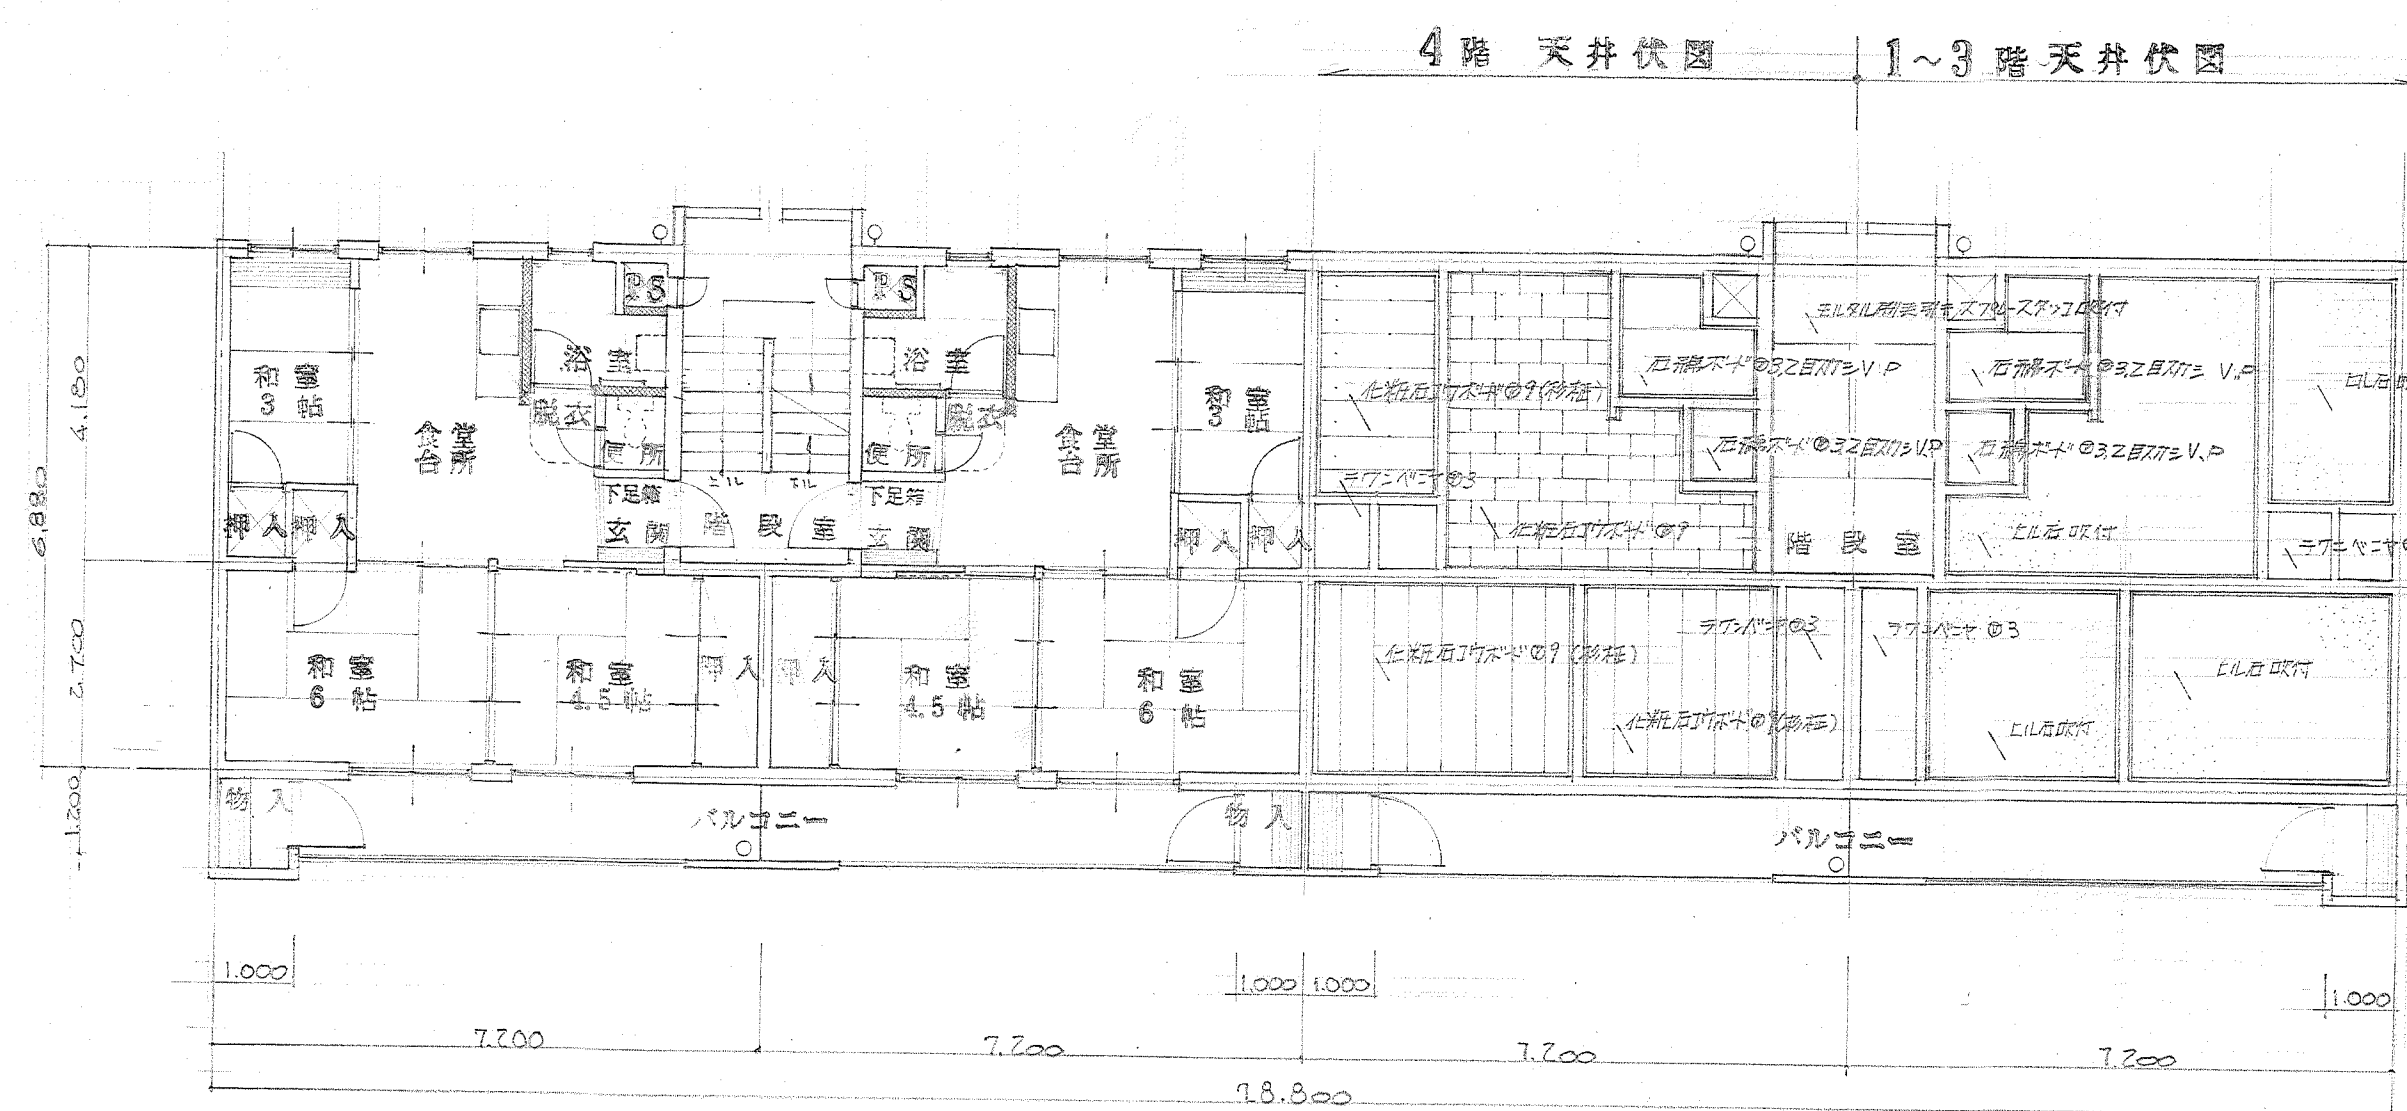 4階 天井伏図
1~3階天井伏図
PS
PS
浴室
浴室
和室
3帖
和室
3帖
脱衣
脱衣
食堂
台所
食堂
台所
便所
便所
上ル
下ル
下足箱
下足箱
玄関
階段室
玄関
押入
押入
押入
押入
和室
6帖
和室
4.5帖
押入
押入
和室
4.5帖
和室
6帖
物入
バルコニー
物入
化粧石コウボード⑦9(杉柾)
ラワンベニヤ⑦3
化粧石コウボード⑦9
石綿ボード⑦3.2目スカシV.P
石綿ボード⑦3.2目スカシ V.P
石綿ボード⑦3.2目スカシV.P
石綿ボード⑦3.2目スカシV.P
階段室
ヒル石吹付
化粧石コウボード⑦9(杉柾)
化粧石コウボード⑦9(杉柾)
ラワンベニヤ⑦3
ラワンベニヤ⑦3
ヒル石吹付
ヒル石吹付
バルコニー
4.180
6.880
2.700
1.200
1.000
1.000
1.000
1.000
7.200
7.200
7.200
7.200
28.800